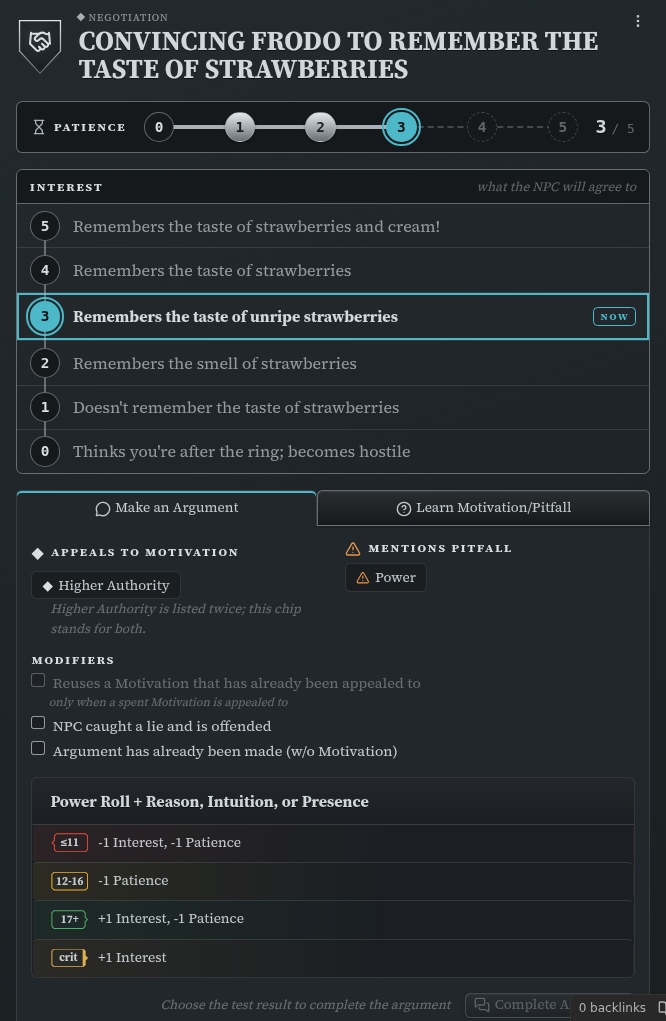 NEGOTIATION
CONVINCING FRODO TO REMEMBER THE
TASTE OF STRAWBERRIES
PATIENCE 0 1 2 3 4 5 3 / 5
INTEREST what the NPC will agree to
5 Remembers the taste of strawberries and cream!
4 Remembers the taste of strawberries
3 Remembers the taste of unripe strawberries NOW
2 Remembers the smell of strawberries
1 Doesn't remember the taste of strawberries
0 Thinks you're after the ring; becomes hostile
Make an Argument Learn Motivation/Pitfall
APPEALS TO MOTIVATION MENTIONS PITFALL
Higher Authority Power
Higher Authority is listed twice; this chip
stands for both.
MODIFIERS
Reuses a Motivation that has already been appealed to
only when a spent Motivation is appealed to
NPC caught a lie and is offended
Argument has already been made (w/o Motivation)
Power Roll + Reason, Intuition, or Presence
≤11 -1 Interest, -1 Patience
12-16 -1 Patience
17+ +1 Interest, -1 Patience
crit +1 Interest
Choose the test result to complete the argument Complete
0 backlinks